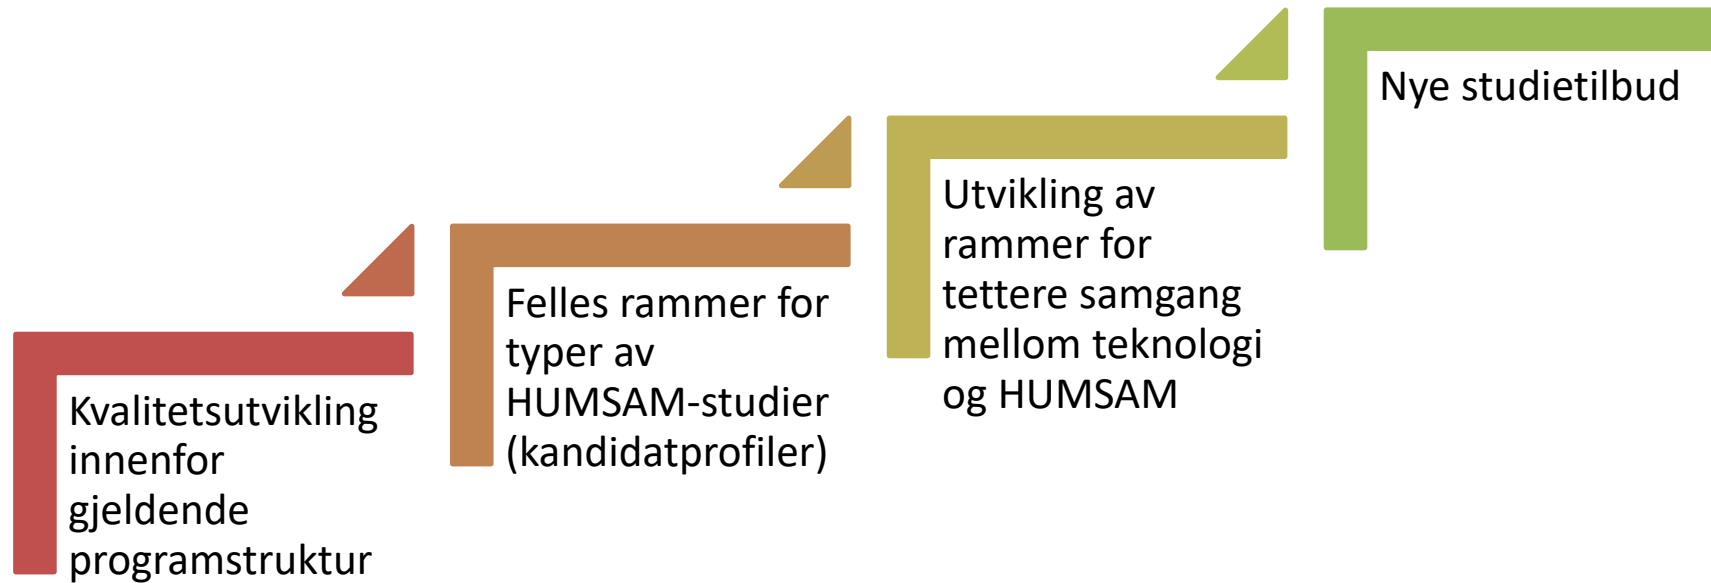 Kvalitetsutvikling
innenfor
gjeldende
programstruktur
Felles rammer for
typer av
HUMSAM-studier
(kandidatprofiler)
Utvikling av
rammer for
tettere samgang
mellom teknologi
og HUMSAM
Nye studietilbud